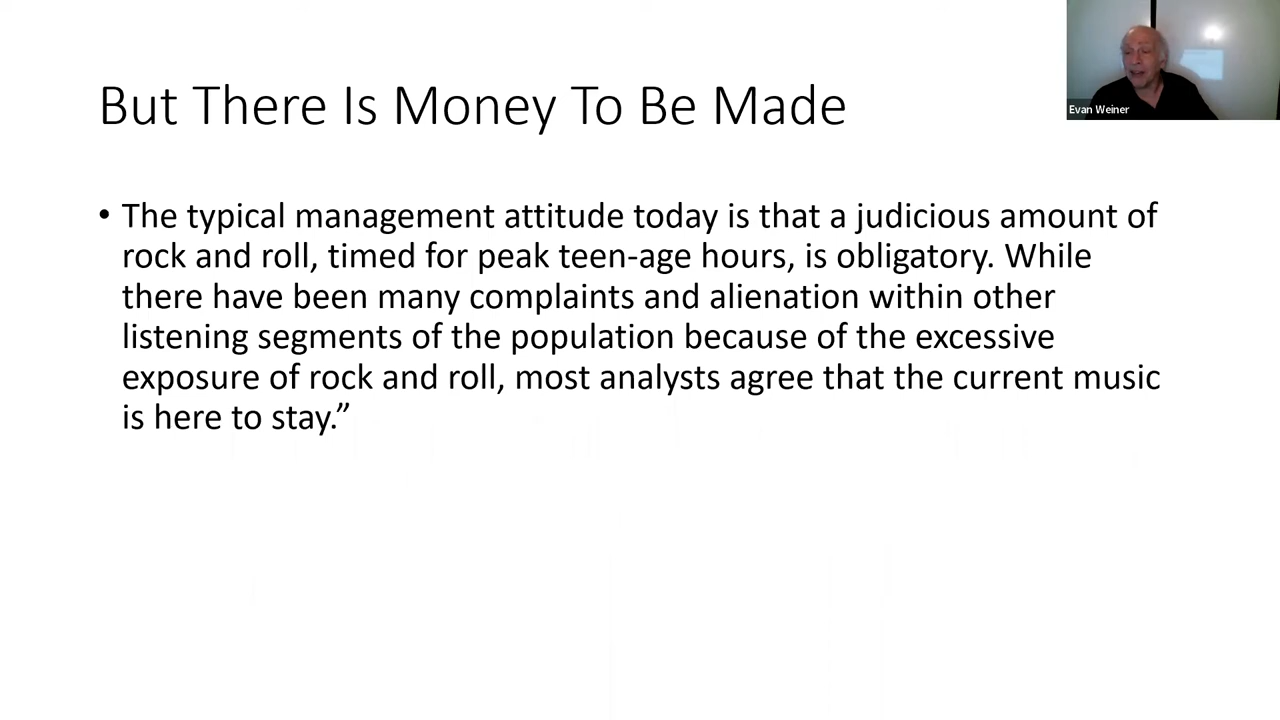 But There Is Money To Be Made
Evan Weiner
• The typical management attitude today is that a judicious amount of
rock and roll, timed for peak teen-age hours, is obligatory. While
there have been many complaints and alienation within other
listening segments of the population because of the excessive
exposure of rock and roll, most analysts agree that the current music
is here to stay.”